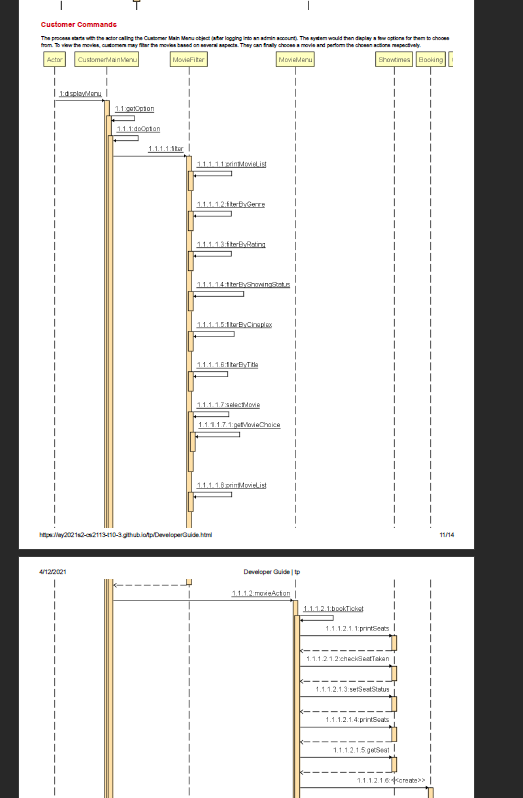 Customer Commands
The process starts with the actor calling the Customer Main Menu object (after logging into an admin account). The system would then display a few options for them to choose
from. To view the movies, customers may filter the movies based on several aspects. They can finally choose a movie and perform the chosen actions respectively.
Actor CustomerMainMenu MovieFilter MovieMenu Showtimes Booking
1:displayMenu
1.1:getOption
1.1.1:doOption
1.1.1.1:filter
1.1.1.1.1:printMovieList
1.1.1.1.2:filterByGenre
1.1.1.1.3:filterByRating
1.1.1.1.4:filterByShowingStatus
1.1.1.1.5:filterByCineplex
1.1.1.1.6:filterByTitle
1.1.1.1.7:selectMovie
1.1.1.1.7.1:getMovieChoice
1.1.1.1.8:printMovieList
https://ay2021s2-cs2113-t10-3.github.io/tp/DeveloperGuide.html 11/14
4/12/2021 Developer Guide | tp
1.1.1.2:movieAction
1.1.1.2.1:bookTicket
1.1.1.2.1.1:printSeats
1.1.1.2.1.2:checkSeatTaken
1.1.1.2.1.3:setSeatStatus
1.1.1.2.1.4:printSeats
1.1.1.2.1.5:getSeat
1.1.1.2.1.6:<<create>>